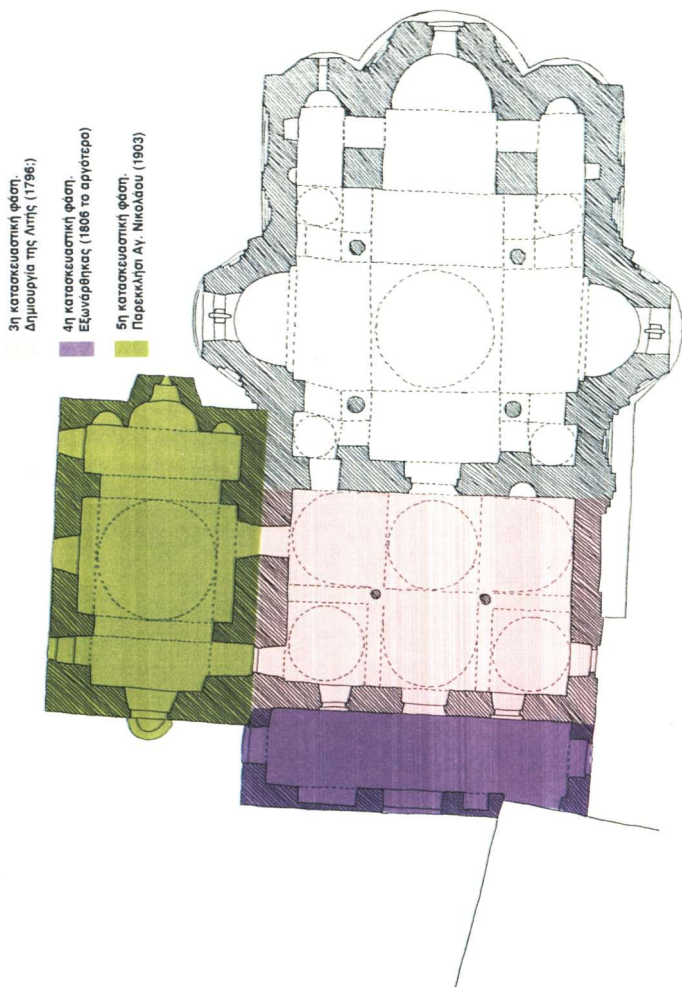 3η κατασκευαστική φάση.
Δημιουργία της Λιτής (1796;)
4η κατασκευαστική φάση.
Εξωνάρθηκας (1806 το αργότερο)
5η κατασκευαστική φάση.
Παρεκκλήσι Αγ. Νικολάου (1903)